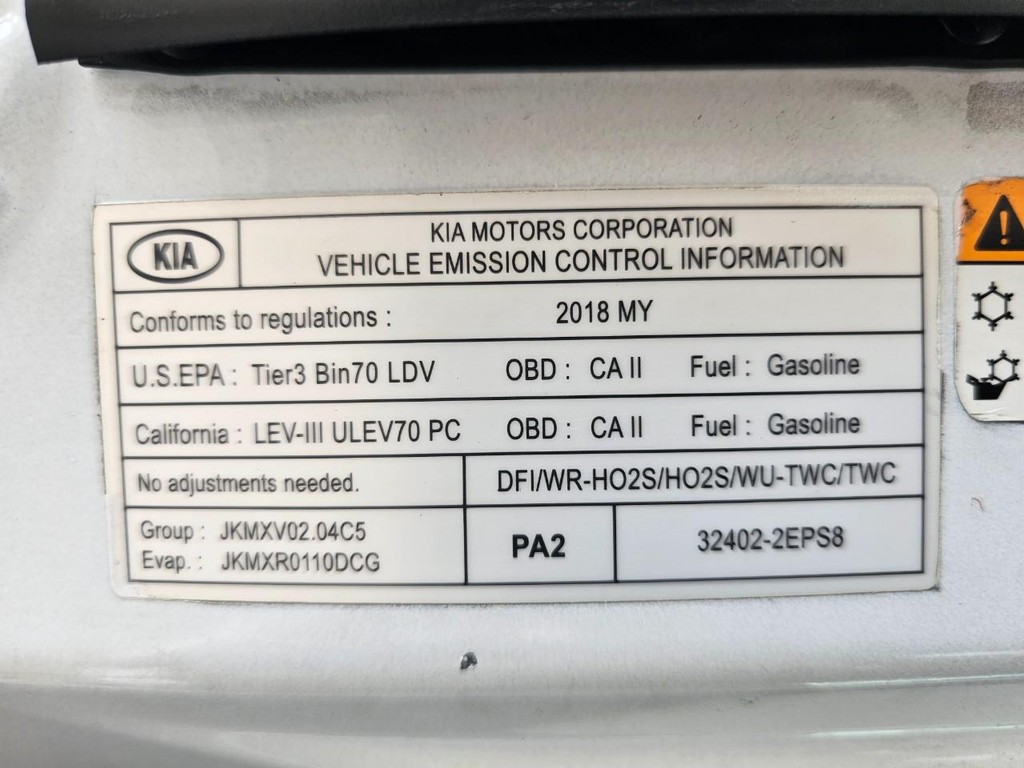 KIA
KIA MOTORS CORPORATION
VEHICLE EMISSION CONTROL INFORMATION
Conforms to regulations : 2018 MY
U.S.EPA : Tier3 Bin70 LDV OBD : CA II Fuel : Gasoline
California : LEV-III ULEV70 PC OBD : CA II Fuel : Gasoline
No adjustments needed. DFI/WR-HO2S/HO2S/WU-TWC/TWC
Group : JKMXV02.04C5
Evap. : JKMXR0110DCG
PA2
32402-2EPS8